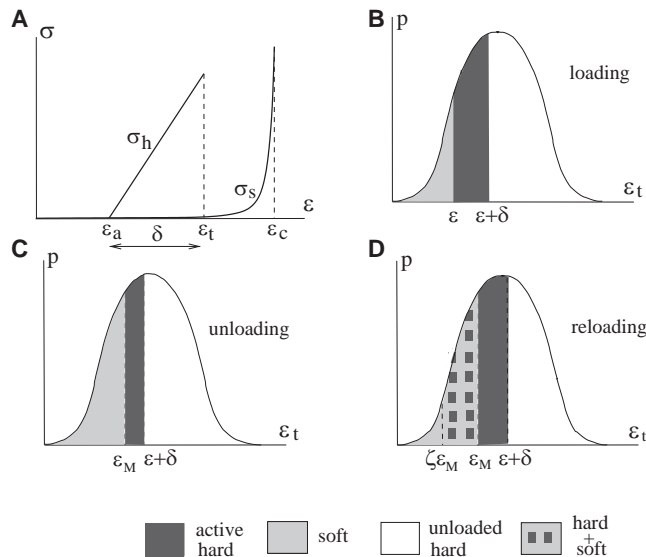 A
σ
σh
σs
ε
εa
δ
εt
εc
B
p
loading
εt
ε
ε+δ
C
p
unloading
εt
εM
ε+δ
D
p
reloading
εt
ζεM
εM
ε+δ
active hard
soft
unloaded hard
hard + soft